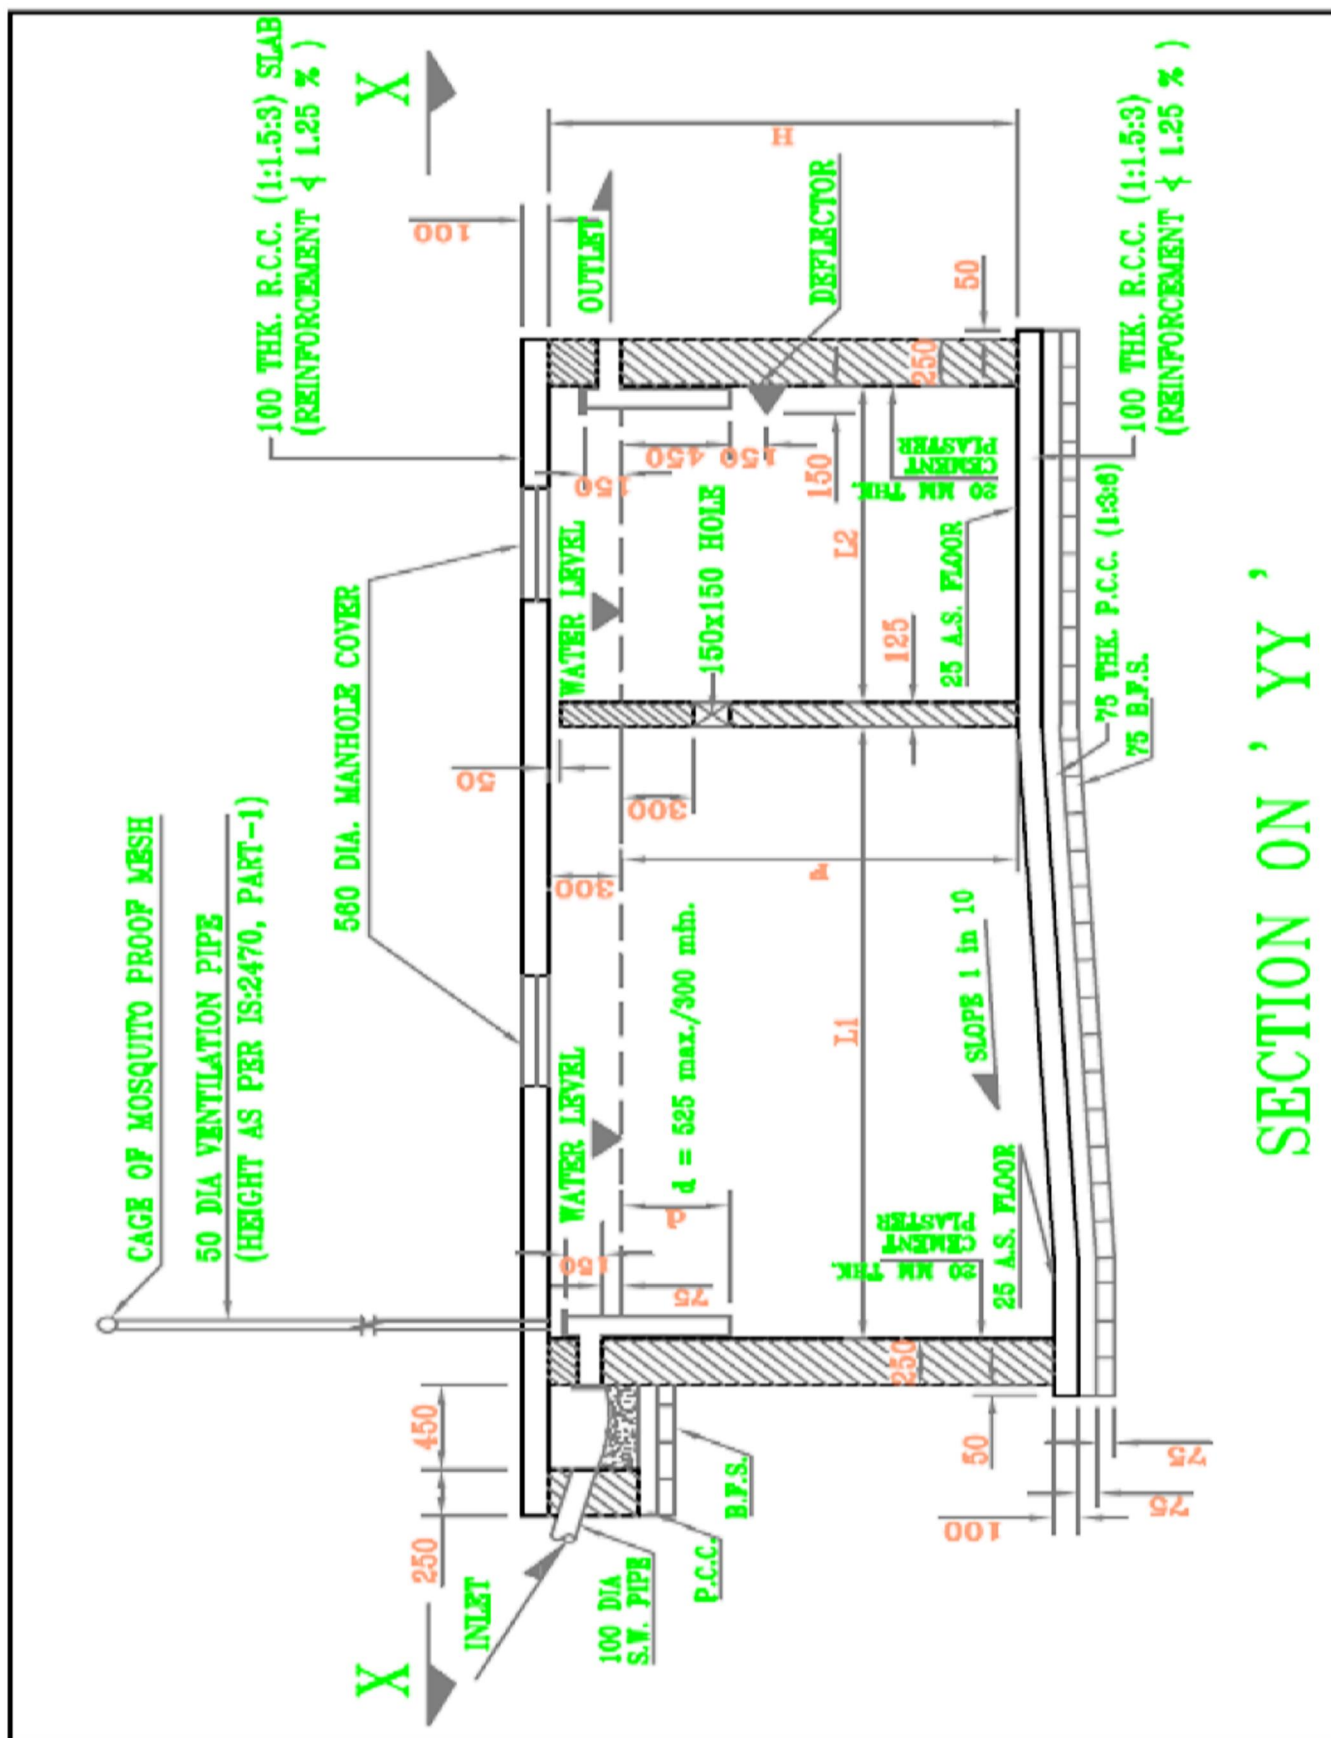 CAGE OF MOSQUITO PROOF MESH
50 DIA VENTILATION PIPE
(HEIGHT AS PER IS:2470, PART-1)
560 DIA. MANHOLE COVER
100 THK. R.C.C. (1:1.5:3) SLAB
(REINFORCEMENT ≮ 1.25 % )
X
X
250
450
50
100
INLET
100 DIA
S.W. PIPE
P.C.C.
B.F.S.
WATER LEVEL
WATER LEVEL
OUTLET
150
75
300
300
150
450
150
150
d
d = 525 max./300 min.
150x150 HOLE
DEFLECTOR
H
L1
L2
125
250
250
20 MM THK.
CEMENT
PLASTER
20 MM THK.
CEMENT
PLASTER
SLOPE 1 in 10
25 A.S. FLOOR
25 A.S. FLOOR
50
50
100
75
75
75 THK. P.C.C. (1:3:6)
75 B.F.S.
100 THK. R.C.C. (1:1.5:3)
(REINFORCEMENT ≮ 1.25 % )
SECTION ON ' YY '